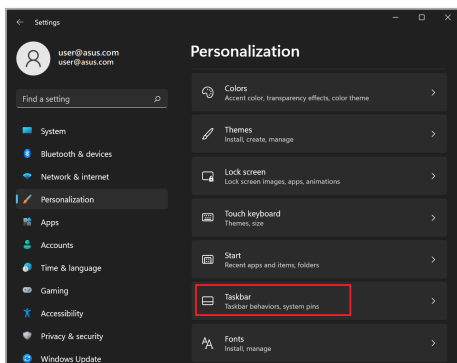 Settings
user@asus.com
user@asus.com
Find a setting
System
Bluetooth & devices
Network & internet
Personalization
Apps
Accounts
Time & language
Gaming
Accessibility
Privacy & security
Windows Update
Personalization
Colors
Accent color, transparency effects, color theme
Themes
Install, create, manage
Lock screen
Lock screen images, apps, animations
Touch keyboard
Themes, size
Start
Recent apps and items, folders
Taskbar
Taskbar behaviors, system pins
Fonts
Install, manage